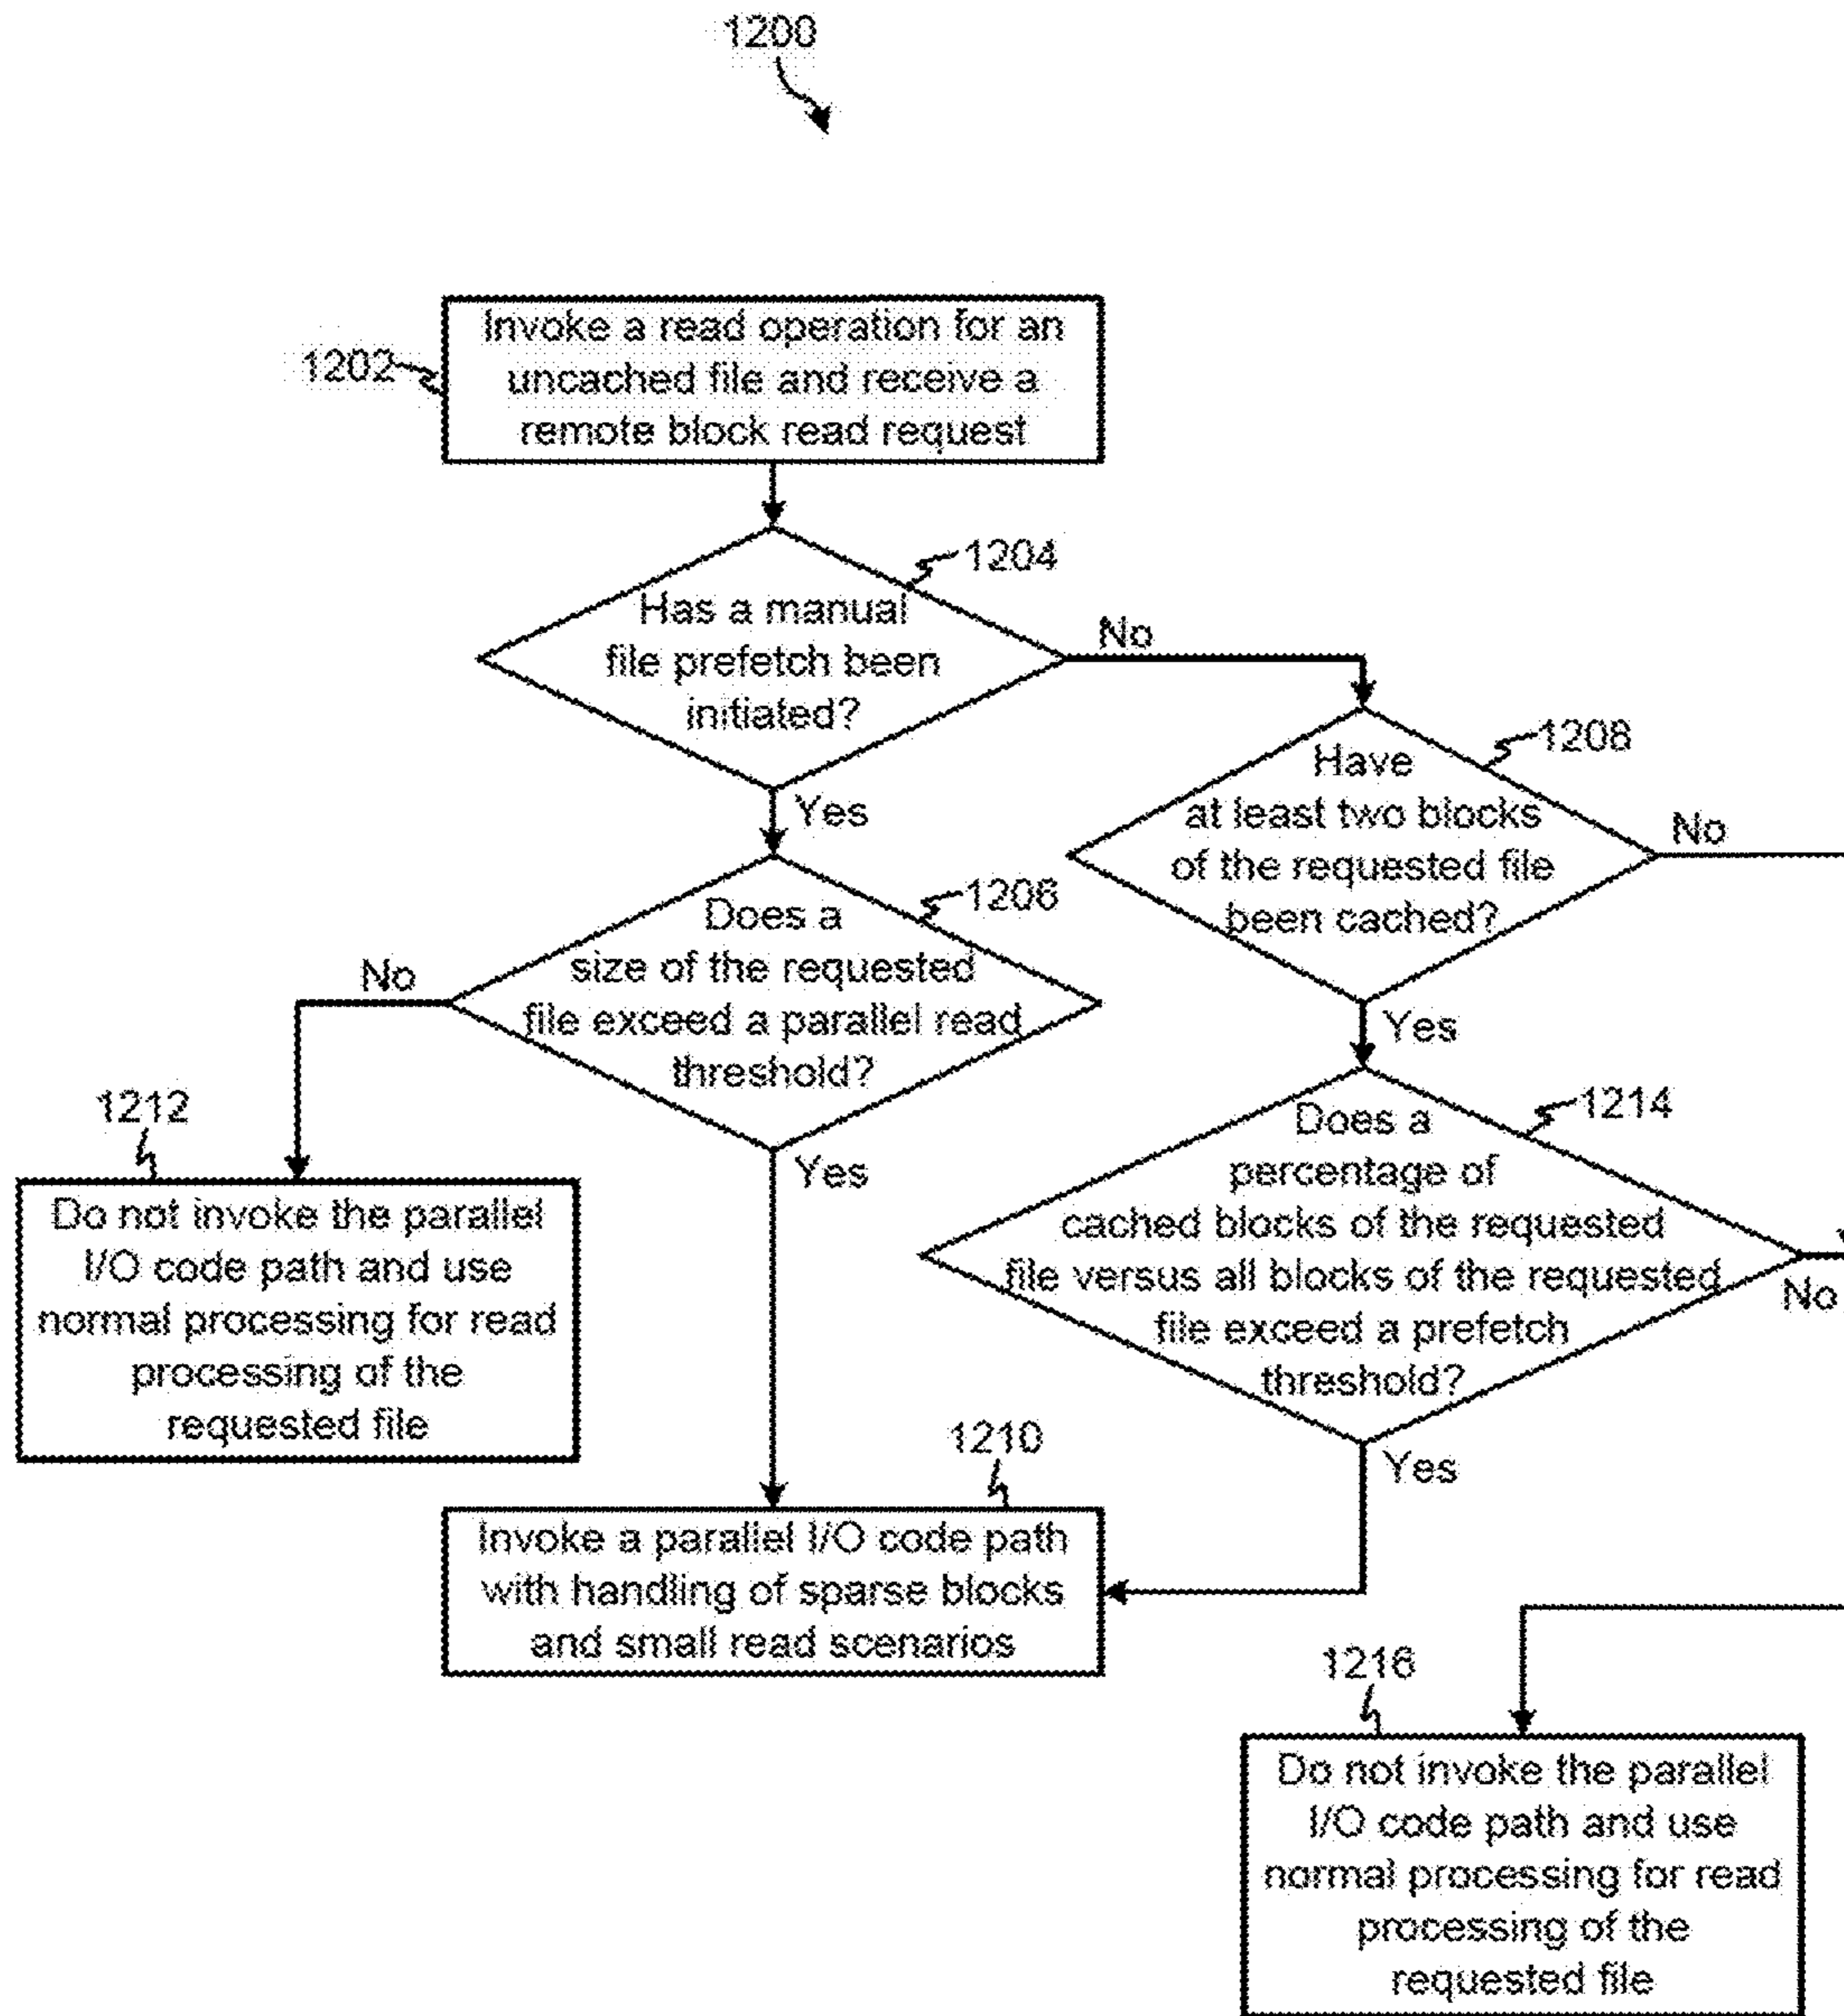 1200
1202
Invoke a read operation for an
uncached file and receive a
remote block read request
1204
Has a manual
file prefetch been
initiated?
No
Yes
1208
Have
at least two blocks
of the requested file
been cached?
No
Yes
1206
Does a
size of the requested
file exceed a parallel read
threshold?
No
Yes
1212
Do not invoke the parallel
I/O code path and use
normal processing for read
processing of the
requested file
1214
Does a
percentage of
cached blocks of the requested
file versus all blocks of the requested
file exceed a prefetch
threshold?
No
Yes
1210
Invoke a parallel I/O code path
with handling of sparse blocks
and small read scenarios
1216
Do not invoke the parallel
I/O code path and use
normal processing for read
processing of the
requested file